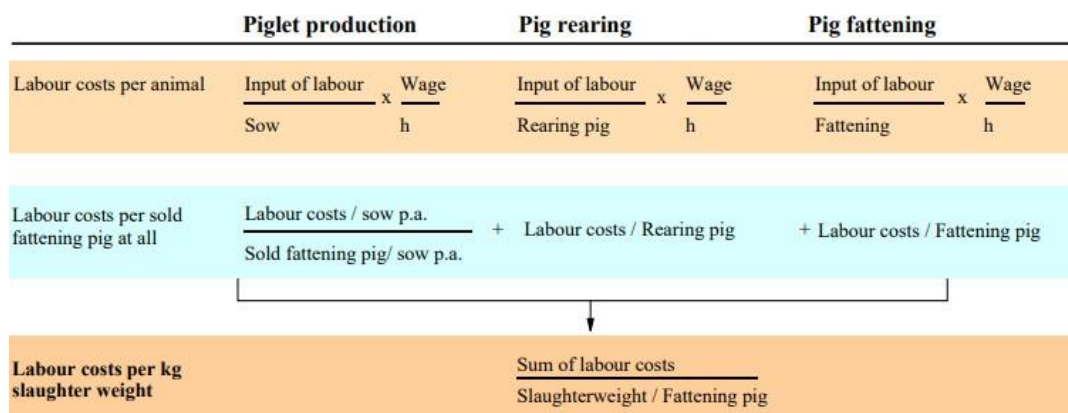 Piglet production Pig rearing Pig fattening
Labour costs per animal
Input of labour x Wage
Sow h
Input of labour x Wage
Rearing pig h
Input of labour x Wage
Fattening h
Labour costs per sold
fattening pig at all
Labour costs / sow p.a.
Sold fattening pig/ sow p.a.
+ Labour costs / Rearing pig
+ Labour costs / Fattening pig
Labour costs per kg
slaughter weight
Sum of labour costs
Slaughterweight / Fattening pig